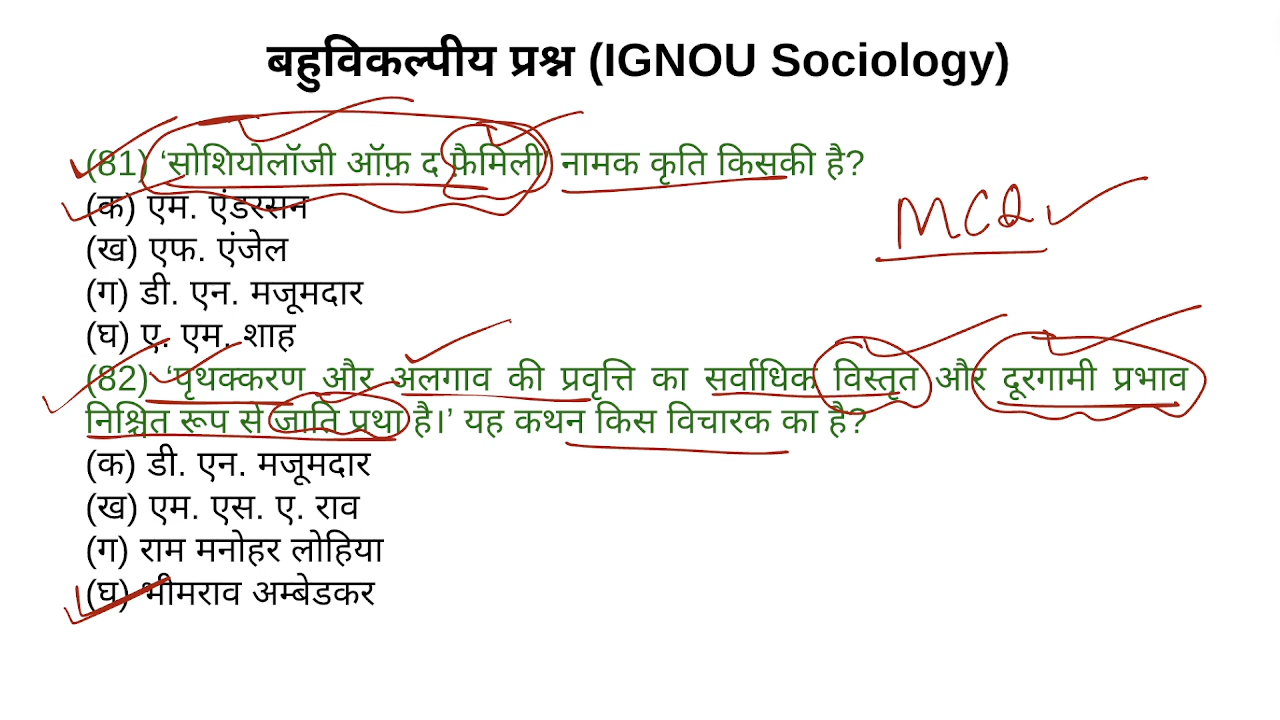 बहुविकल्पीय प्रश्न (IGNOU Sociology)
(81) ‘सोशियोलॉजी ऑफ़ द फैमिली’ नामक कृति किसकी है?
(क) एम. एंडरसन
MCQ
(ख) एफ. एंजेल
(ग) डी. एन. मजूमदार
(घ) ए. एम. शाह
(82) ‘पृथक्करण और अलगाव की प्रवृत्ति का सर्वाधिक विस्तृत और दूरगामी प्रभाव
निश्चित रूप से जाति प्रथा है।’ यह कथन किस विचारक का है?
(क) डी. एन. मजूमदार
(ख) एम. एस. ए. राव
(ग) राम मनोहर लोहिया
(घ) भीमराव अम्बेडकर